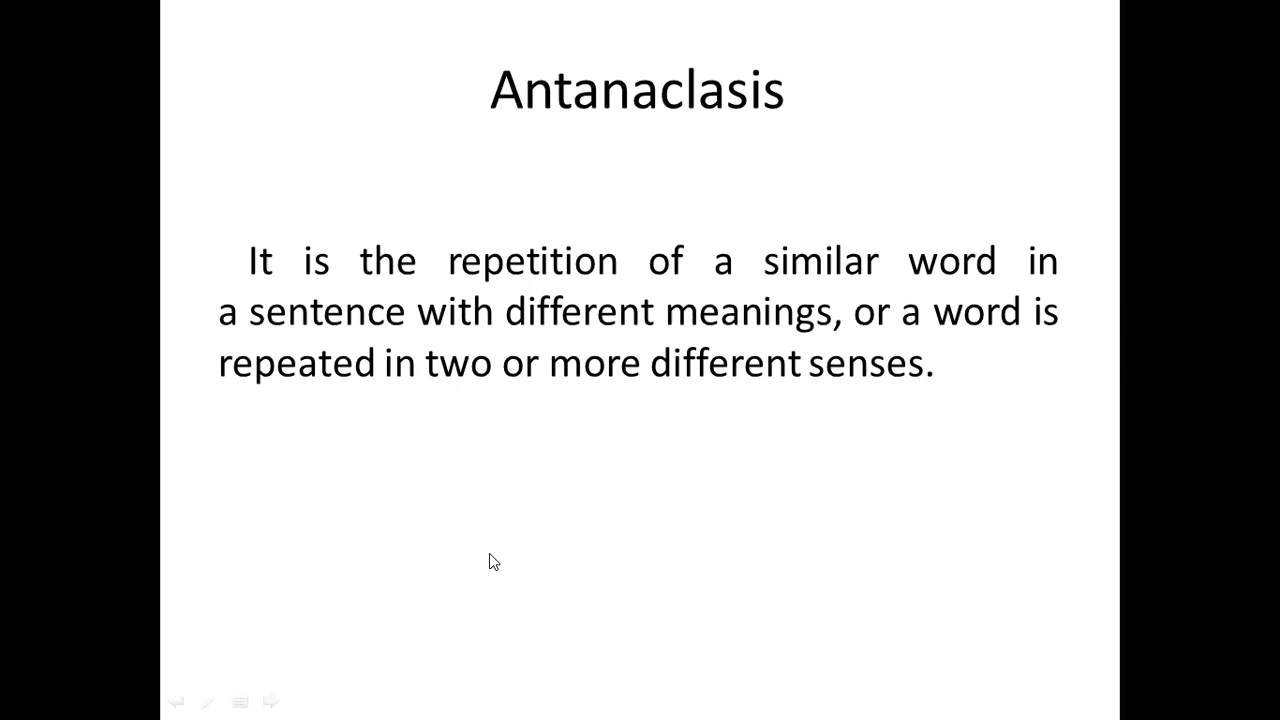 Antanaclasis
It is the repetition of a similar word in
a sentence with different meanings, or a word is
repeated in two or more different senses.